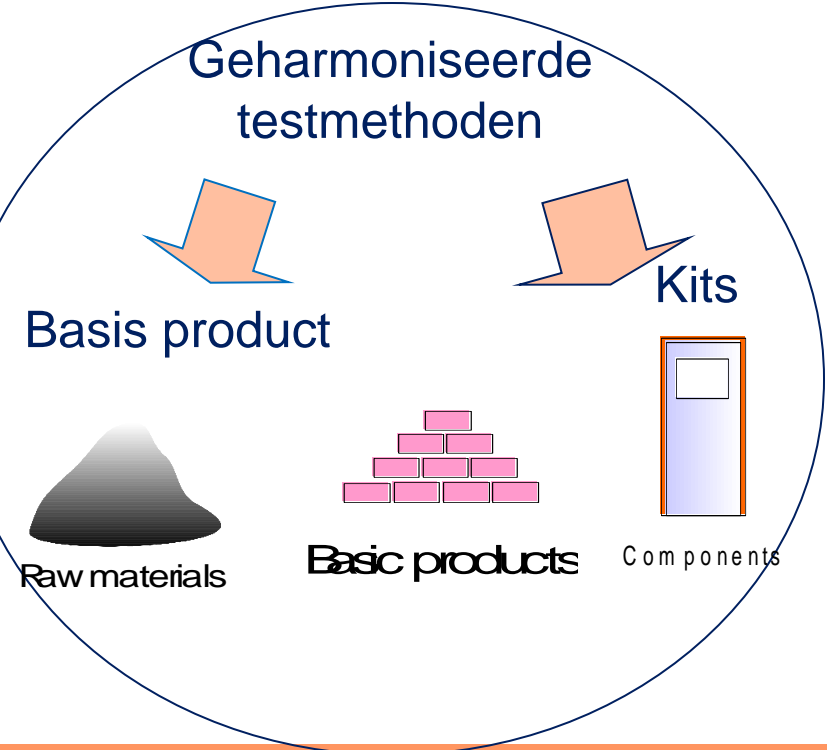 Geharmoniseerde
testmethoden
Kits
Basis product
Basic products
Components
Raw materials